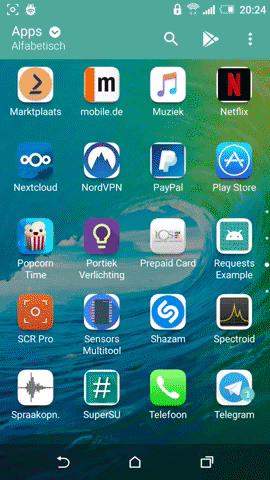 20:24
Apps
Alfabetisch
Marktplaats
mobile.de
Muziek
Netflix
Nextcloud
NordVPN
PayPal
Play Store
Popcorn
Time
Portiek
Verlichting
Prepaid Card
Requests
Example
SCR Pro
Sensors
Multitool
Shazam
Spectroid
Spraakopn.
SuperSU
Telefoon
Telegram